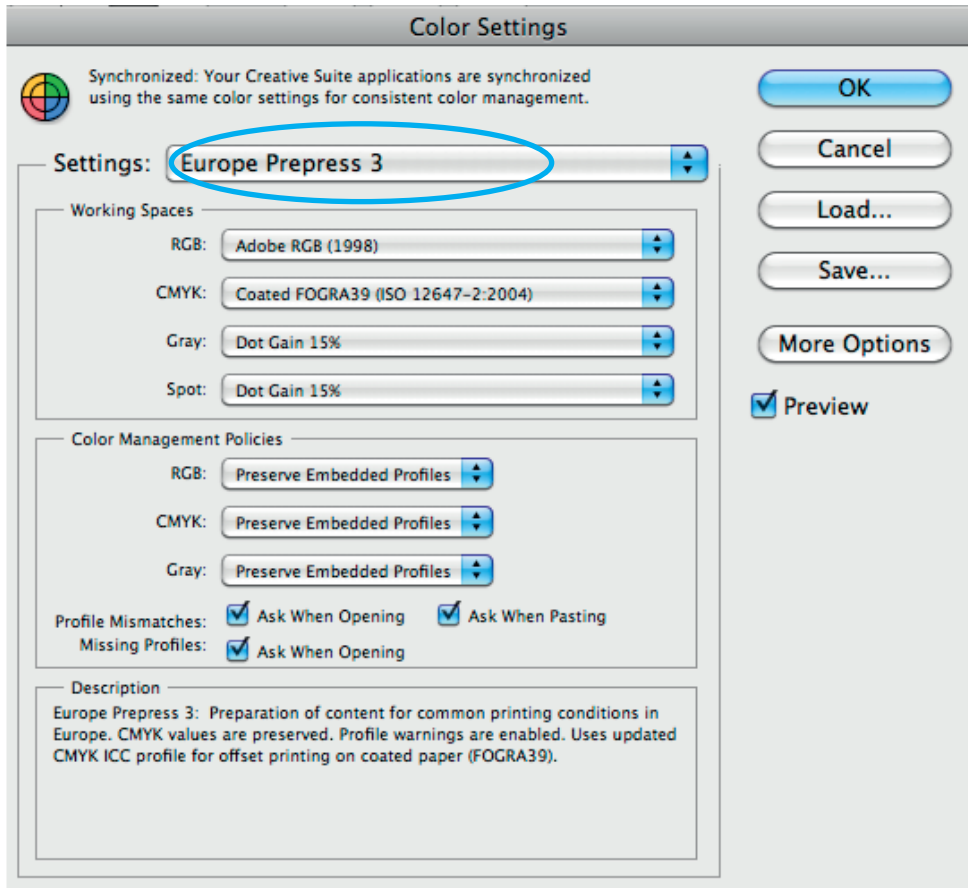 Color Settings
Synchronized: Your Creative Suite applications are synchronized
using the same color settings for consistent color management.
OK
Cancel
Load...
Save...
More Options
Preview
Settings: Europe Prepress 3
Working Spaces
RGB: Adobe RGB (1998)
CMYK: Coated FOGRA39 (ISO 12647-2:2004)
Gray: Dot Gain 15%
Spot: Dot Gain 15%
Color Management Policies
RGB: Preserve Embedded Profiles
CMYK: Preserve Embedded Profiles
Gray: Preserve Embedded Profiles
Profile Mismatches: Ask When Opening Ask When Pasting
Missing Profiles: Ask When Opening
Description
Europe Prepress 3: Preparation of content for common printing conditions in
Europe. CMYK values are preserved. Profile warnings are enabled. Uses updated
CMYK ICC profile for offset printing on coated paper (FOGRA39).